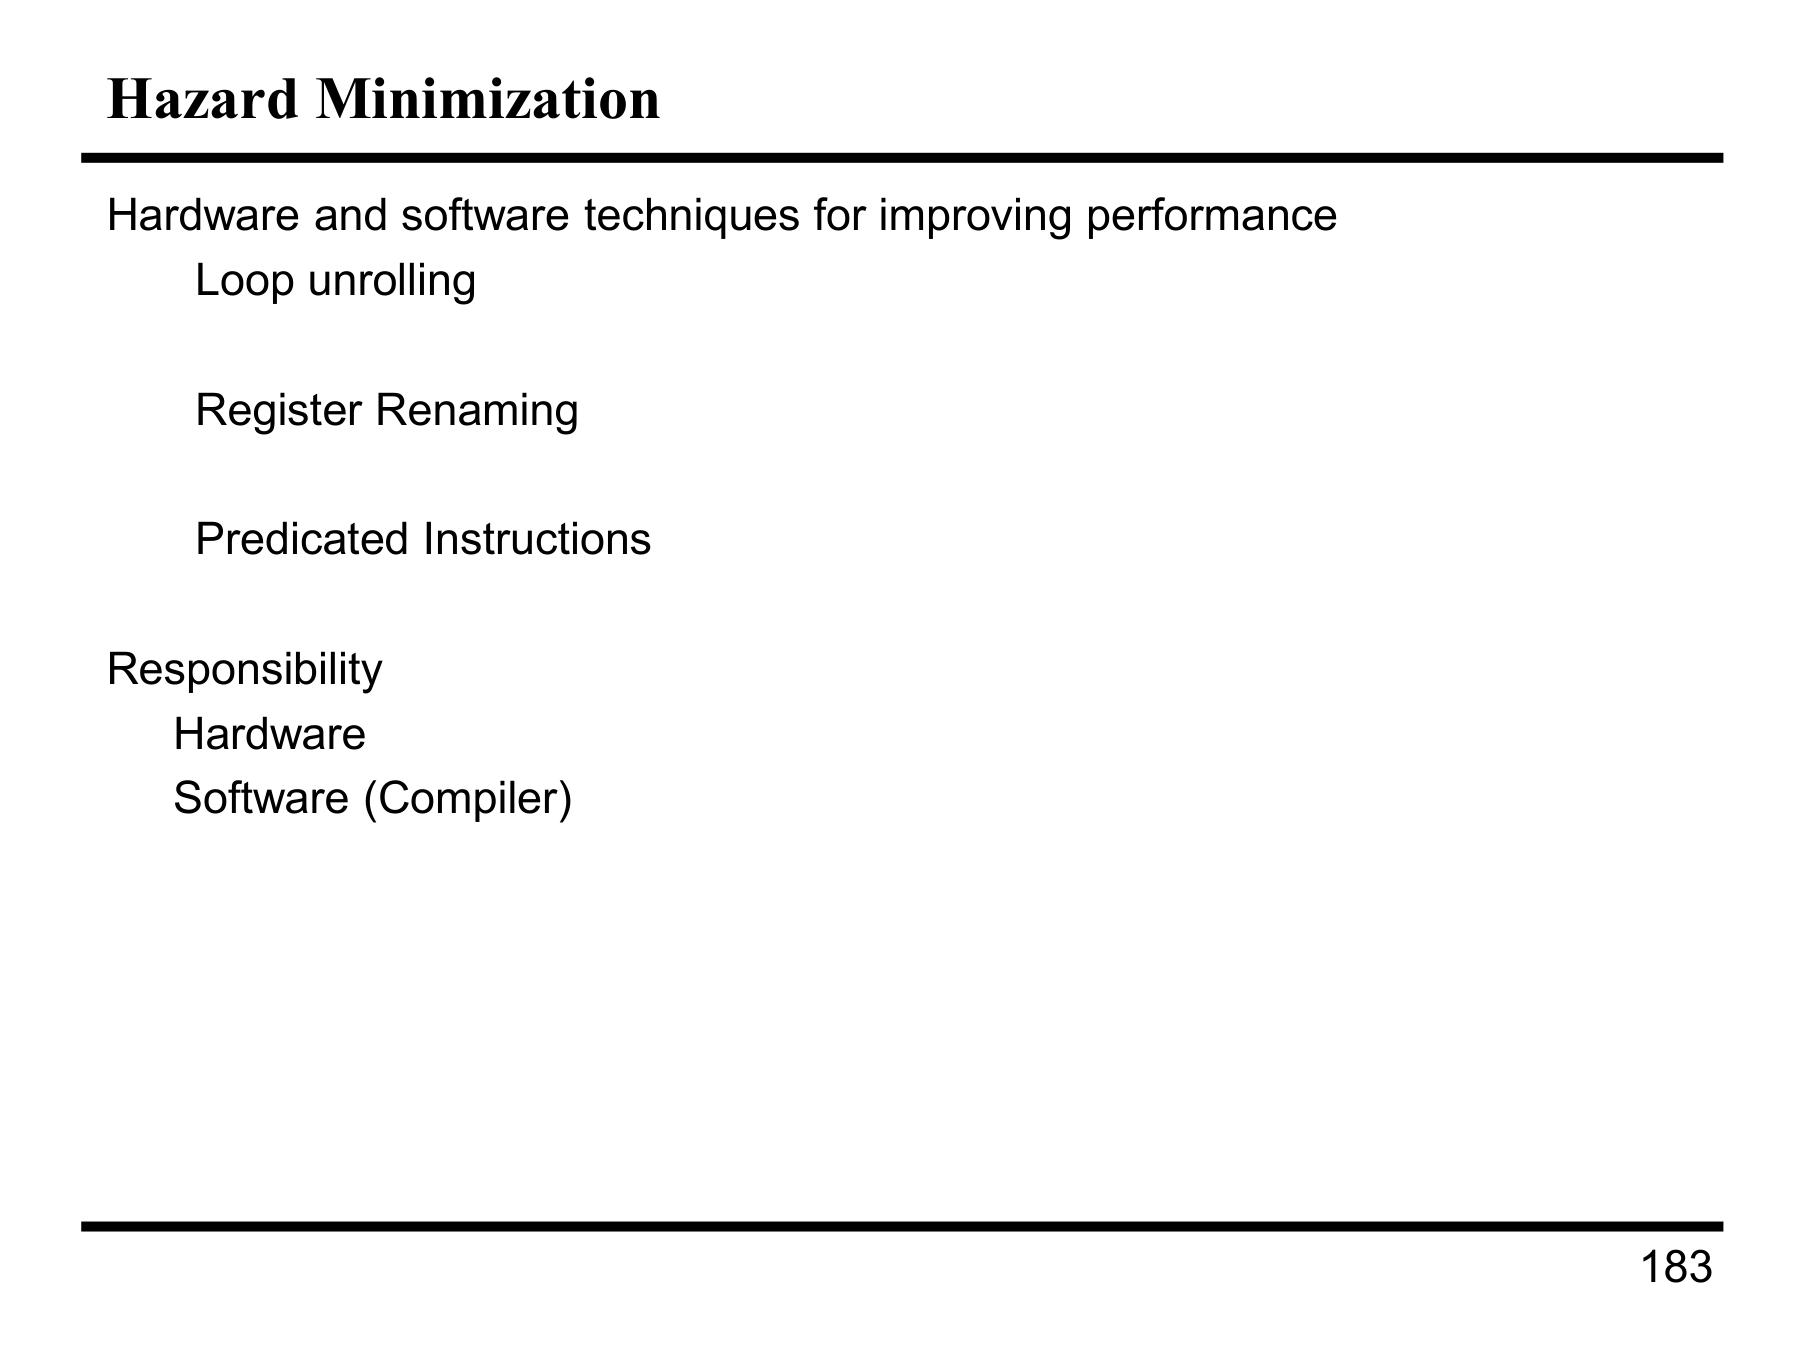 Hazard Minimization
Hardware and software techniques for improving performance
Loop unrolling
Register Renaming
Predicated Instructions
Responsibility
Hardware
Software (Compiler)
183